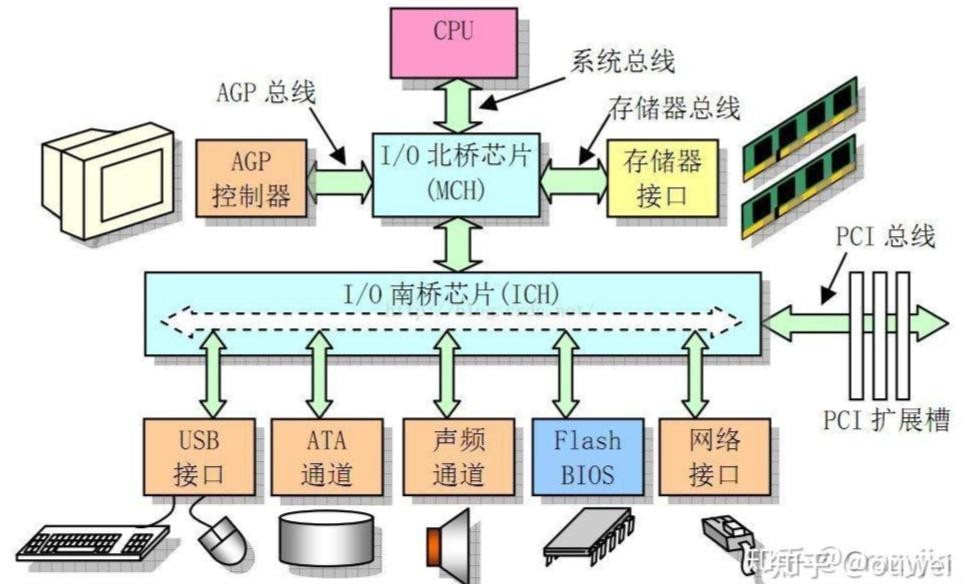 CPU
系统总线
AGP 总线
存储器总线
AGP
控制器
I/O 北桥芯片
(MCH)
存储器
接口
PCI 总线
I/O 南桥芯片(ICH)
PCI 扩展槽
USB
接口
ATA
通道
声频
通道
Flash
BIOS
网络
接口
知乎